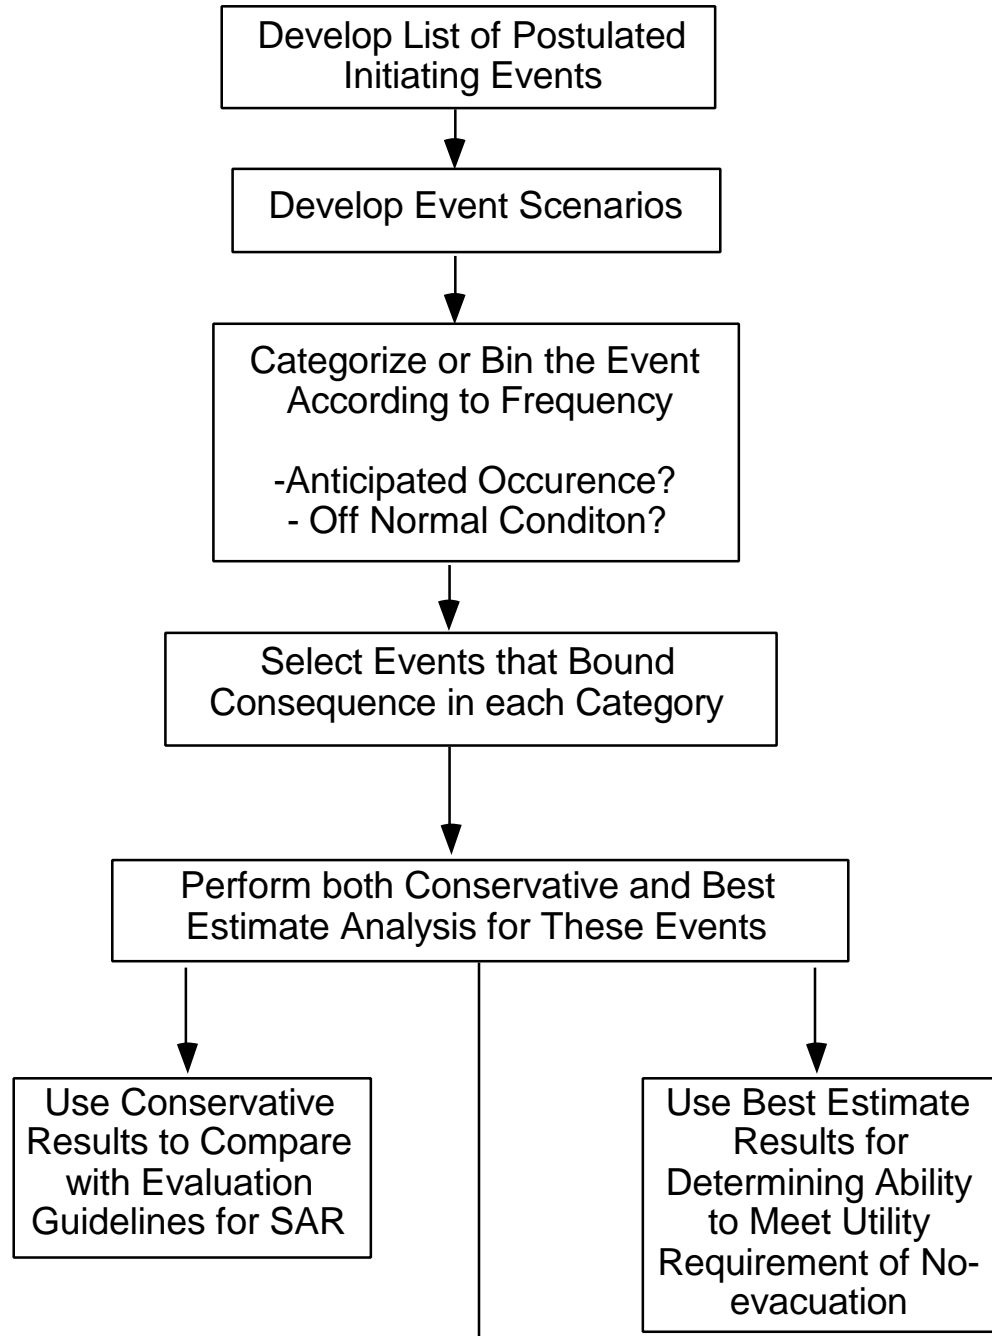 Develop List of Postulated
Initiating Events
Develop Event Scenarios
Categorize or Bin the Event
According to Frequency
-Anticipated Occurence?
- Off Normal Conditon?
Select Events that Bound
Consequence in each Category
Perform both Conservative and Best
Estimate Analysis for These Events
Use Conservative
Results to Compare
with Evaluation
Guidelines for SAR
Use Best Estimate
Results for
Determining Ability
to Meet Utility
Requirement of No-
evacuation